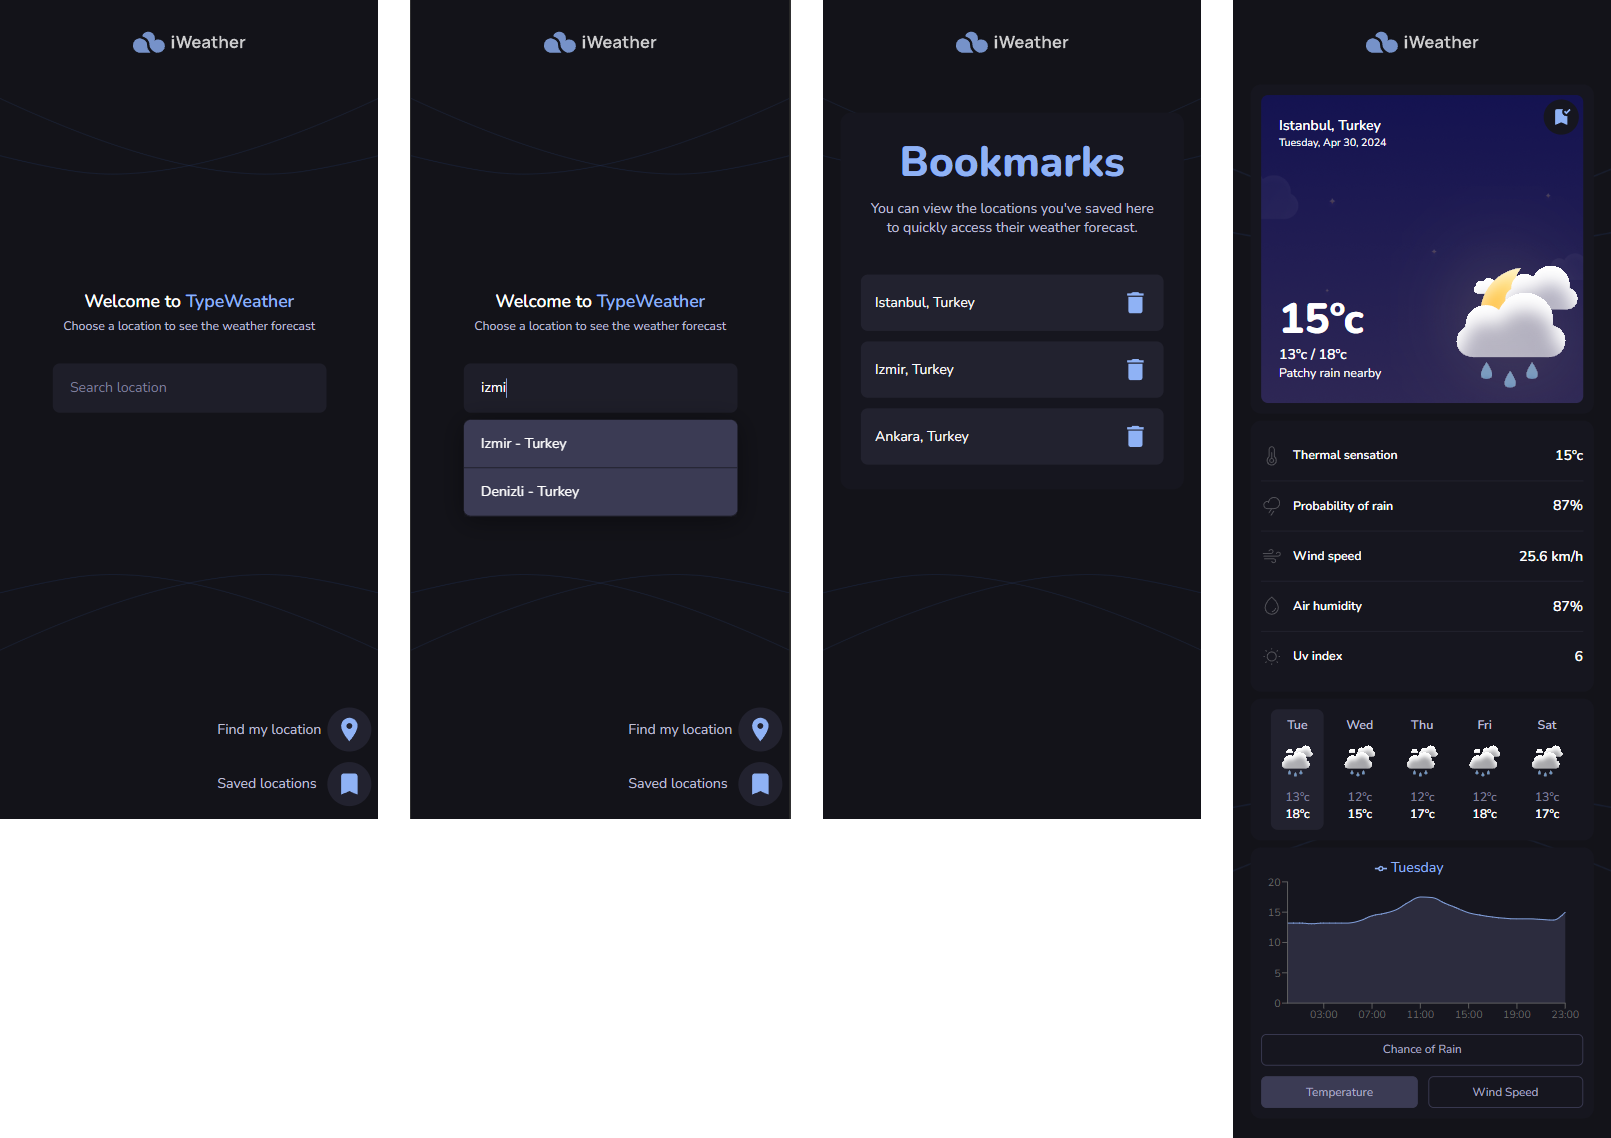 iWeather
Welcome to TypeWeather
Choose a location to see the weather forecast
Search location
Find my location
Saved locations
iWeather
Welcome to TypeWeather
Choose a location to see the weather forecast
izmi
Izmir - Turkey
Denizli - Turkey
Find my location
Saved locations
iWeather
Bookmarks
You can view the locations you've saved here
to quickly access their weather forecast.
Istanbul, Turkey
Izmir, Turkey
Ankara, Turkey
iWeather
Istanbul, Turkey
Tuesday, Apr 30, 2024
15ºc
13ºc / 18ºc
Patchy rain nearby
Thermal sensation 15ºc
Probability of rain 87%
Wind speed 25.6 km/h
Air humidity 87%
Uv index 6
Tue Wed Thu Fri Sat
13ºc 12ºc 12ºc 12ºc 13ºc
18ºc 15ºc 17ºc 18ºc 17ºc
Tuesday
20
15
10
5
0
03:00 07:00 11:00 15:00 19:00 23:00
Chance of Rain
Temperature Wind Speed